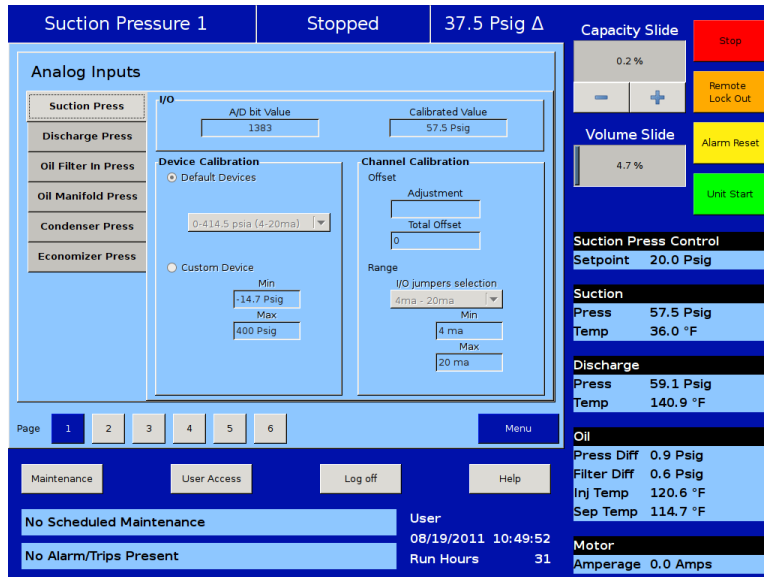 Suction Pressure 1
Stopped
37.5 Psig Δ
Analog Inputs
Suction Press
Discharge Press
Oil Filter In Press
Oil Manifold Press
Condenser Press
Economizer Press
I/O
A/D bit Value
1383
Calibrated Value
57.5 Psig
Device Calibration
Default Devices
0-414.5 psia (4-20ma)
Custom Device
Min
-14.7 Psig
Max
400 Psig
Channel Calibration
Offset
Adjustment
Total Offset
0
Range
I/O jumpers selection
4ma - 20ma
Min
4 ma
Max
20 ma
Page 1 2 3 4 5 6
Menu
Maintenance
User Access
Log off
Help
No Scheduled Maintenance
No Alarm/Trips Present
User
08/19/2011 10:49:52
Run Hours 31
Capacity Slide
0.2 %
Volume Slide
4.7 %
Stop
Remote
Lock Out
Alarm Reset
Unit Start
Suction Press Control
Setpoint 20.0 Psig
Suction
Press 57.5 Psig
Temp 36.0 °F
Discharge
Press 59.1 Psig
Temp 140.9 °F
Oil
Press Diff 0.9 Psig
Filter Diff 0.6 Psig
Inj Temp 120.6 °F
Sep Temp 114.7 °F
Motor
Amperage 0.0 Amps